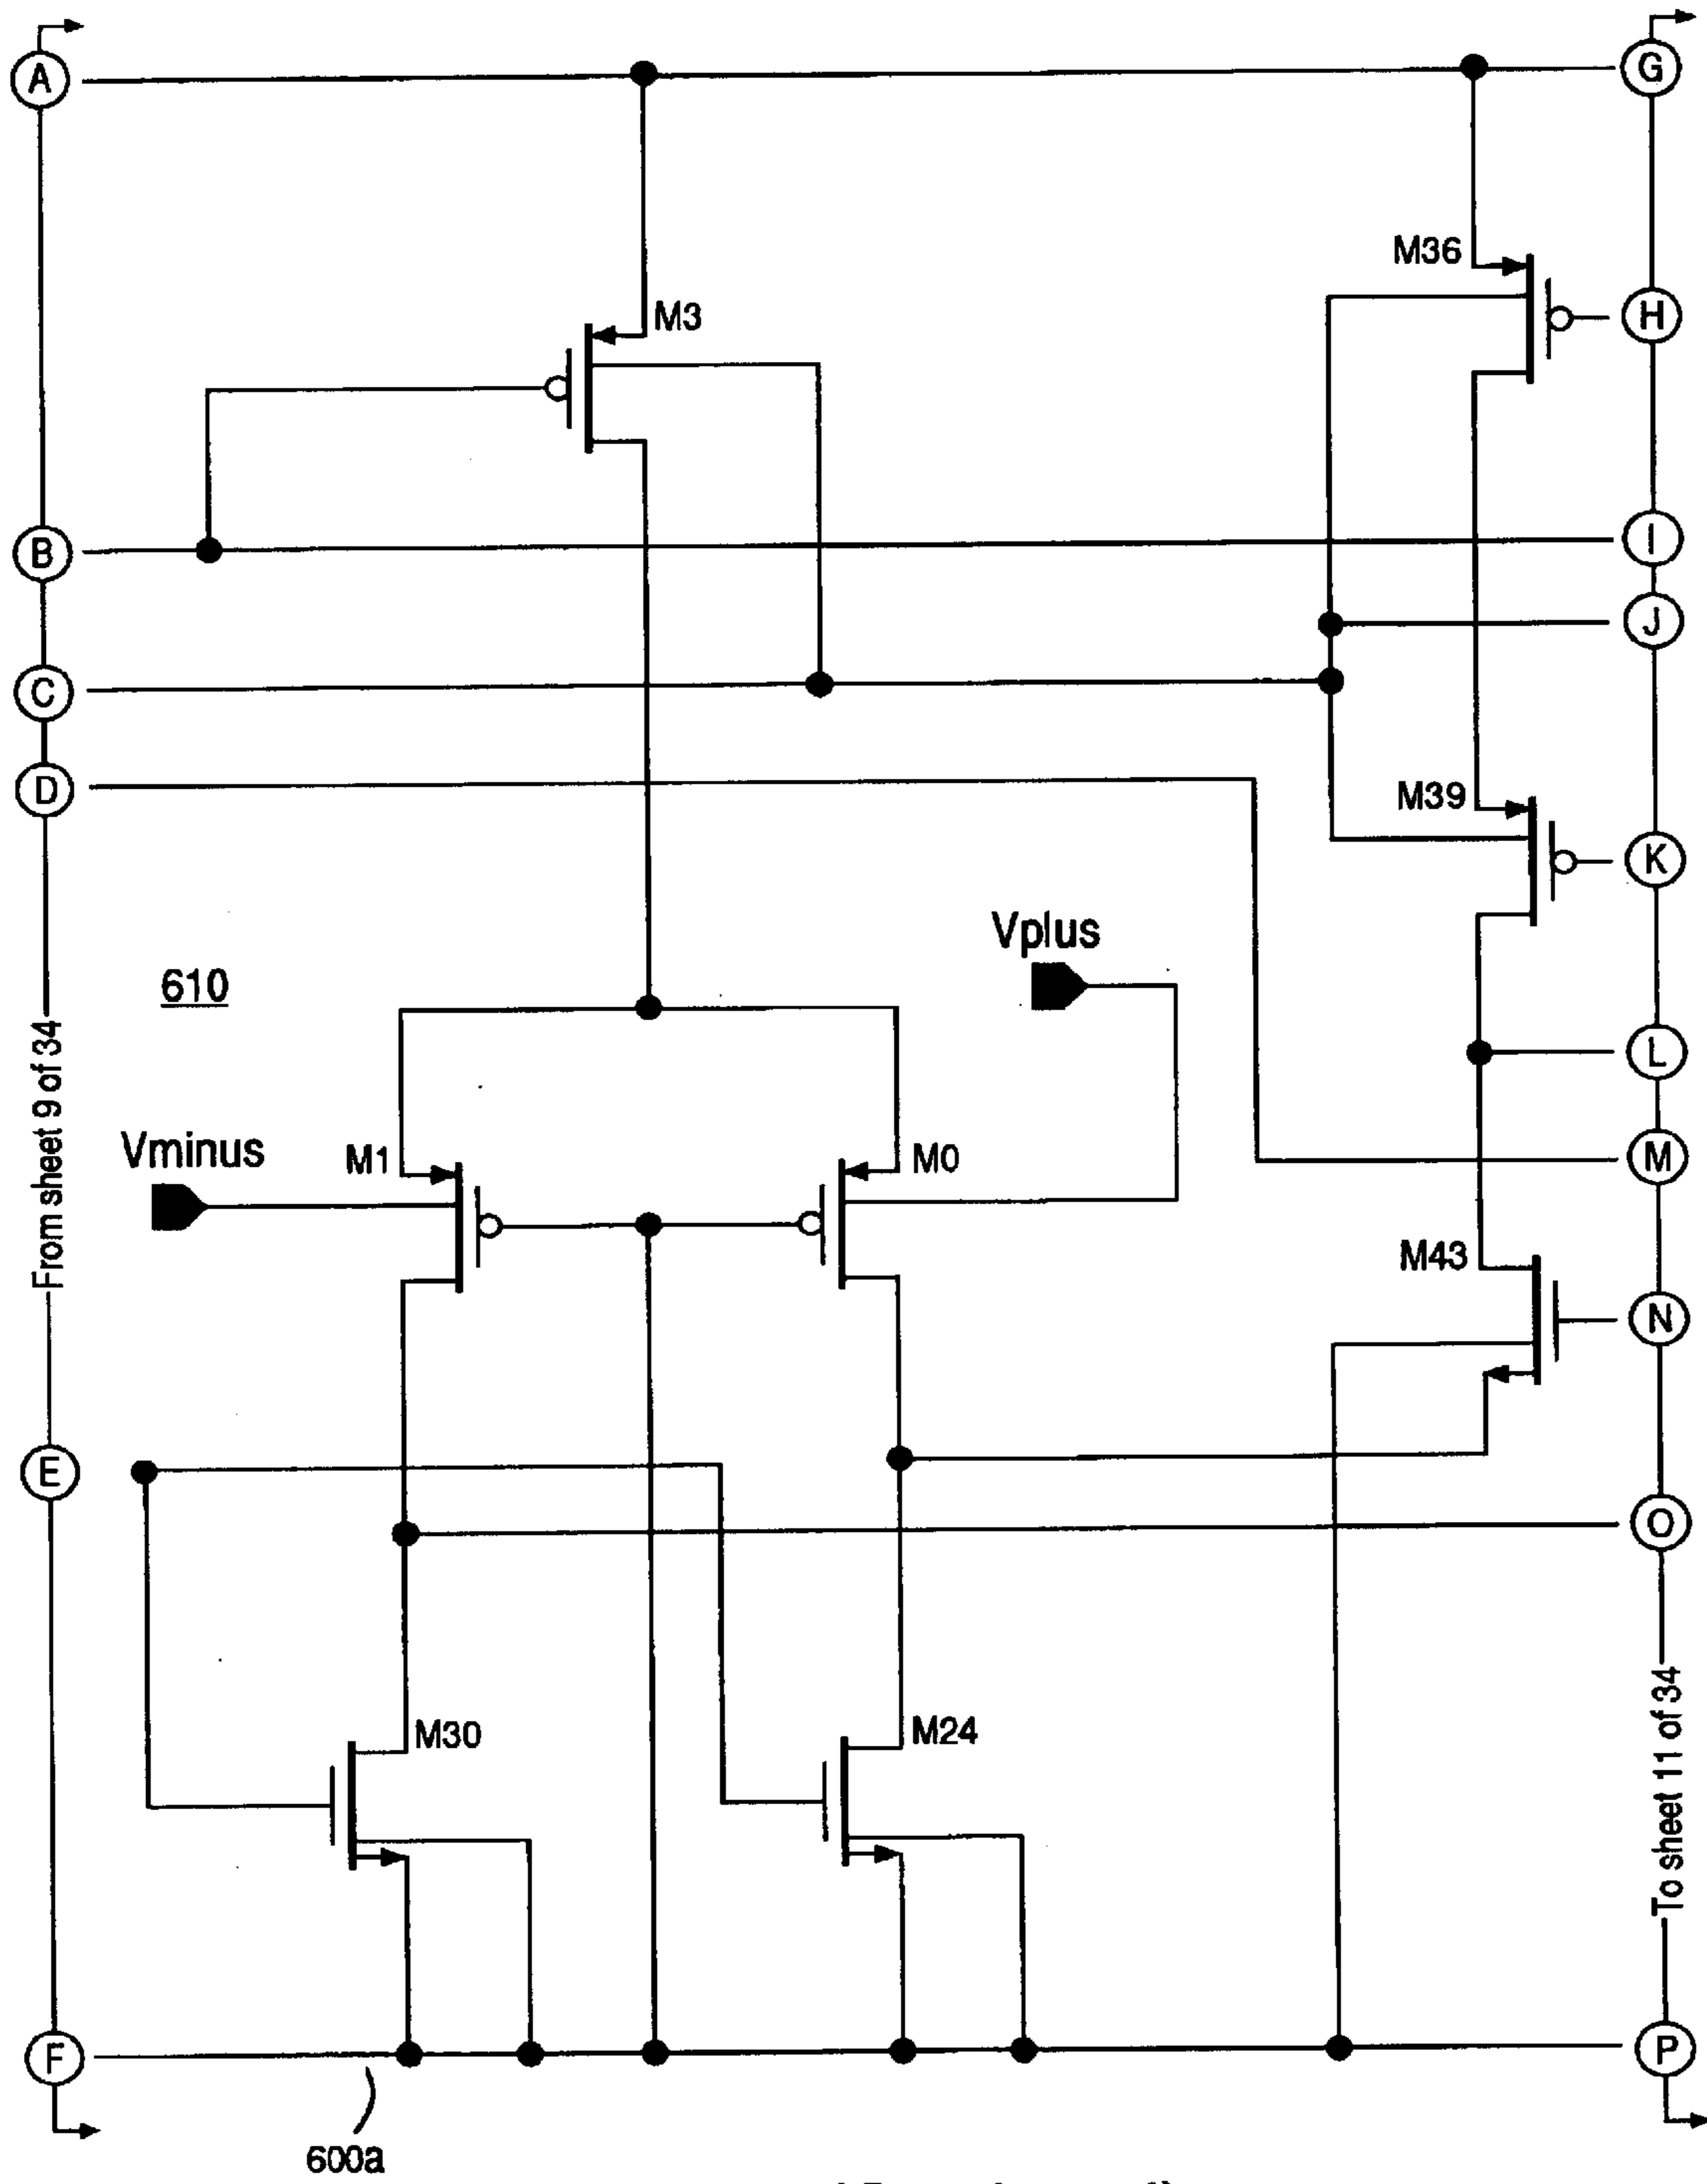 A
G
M36
M3
H
B
I
J
C
D
M39
K
Vplus
610
From sheet 9 of 34
L
Vminus
M1
M0
M
M43
N
E
O
M30
M24
To sheet 11 of 34
F
P
600a